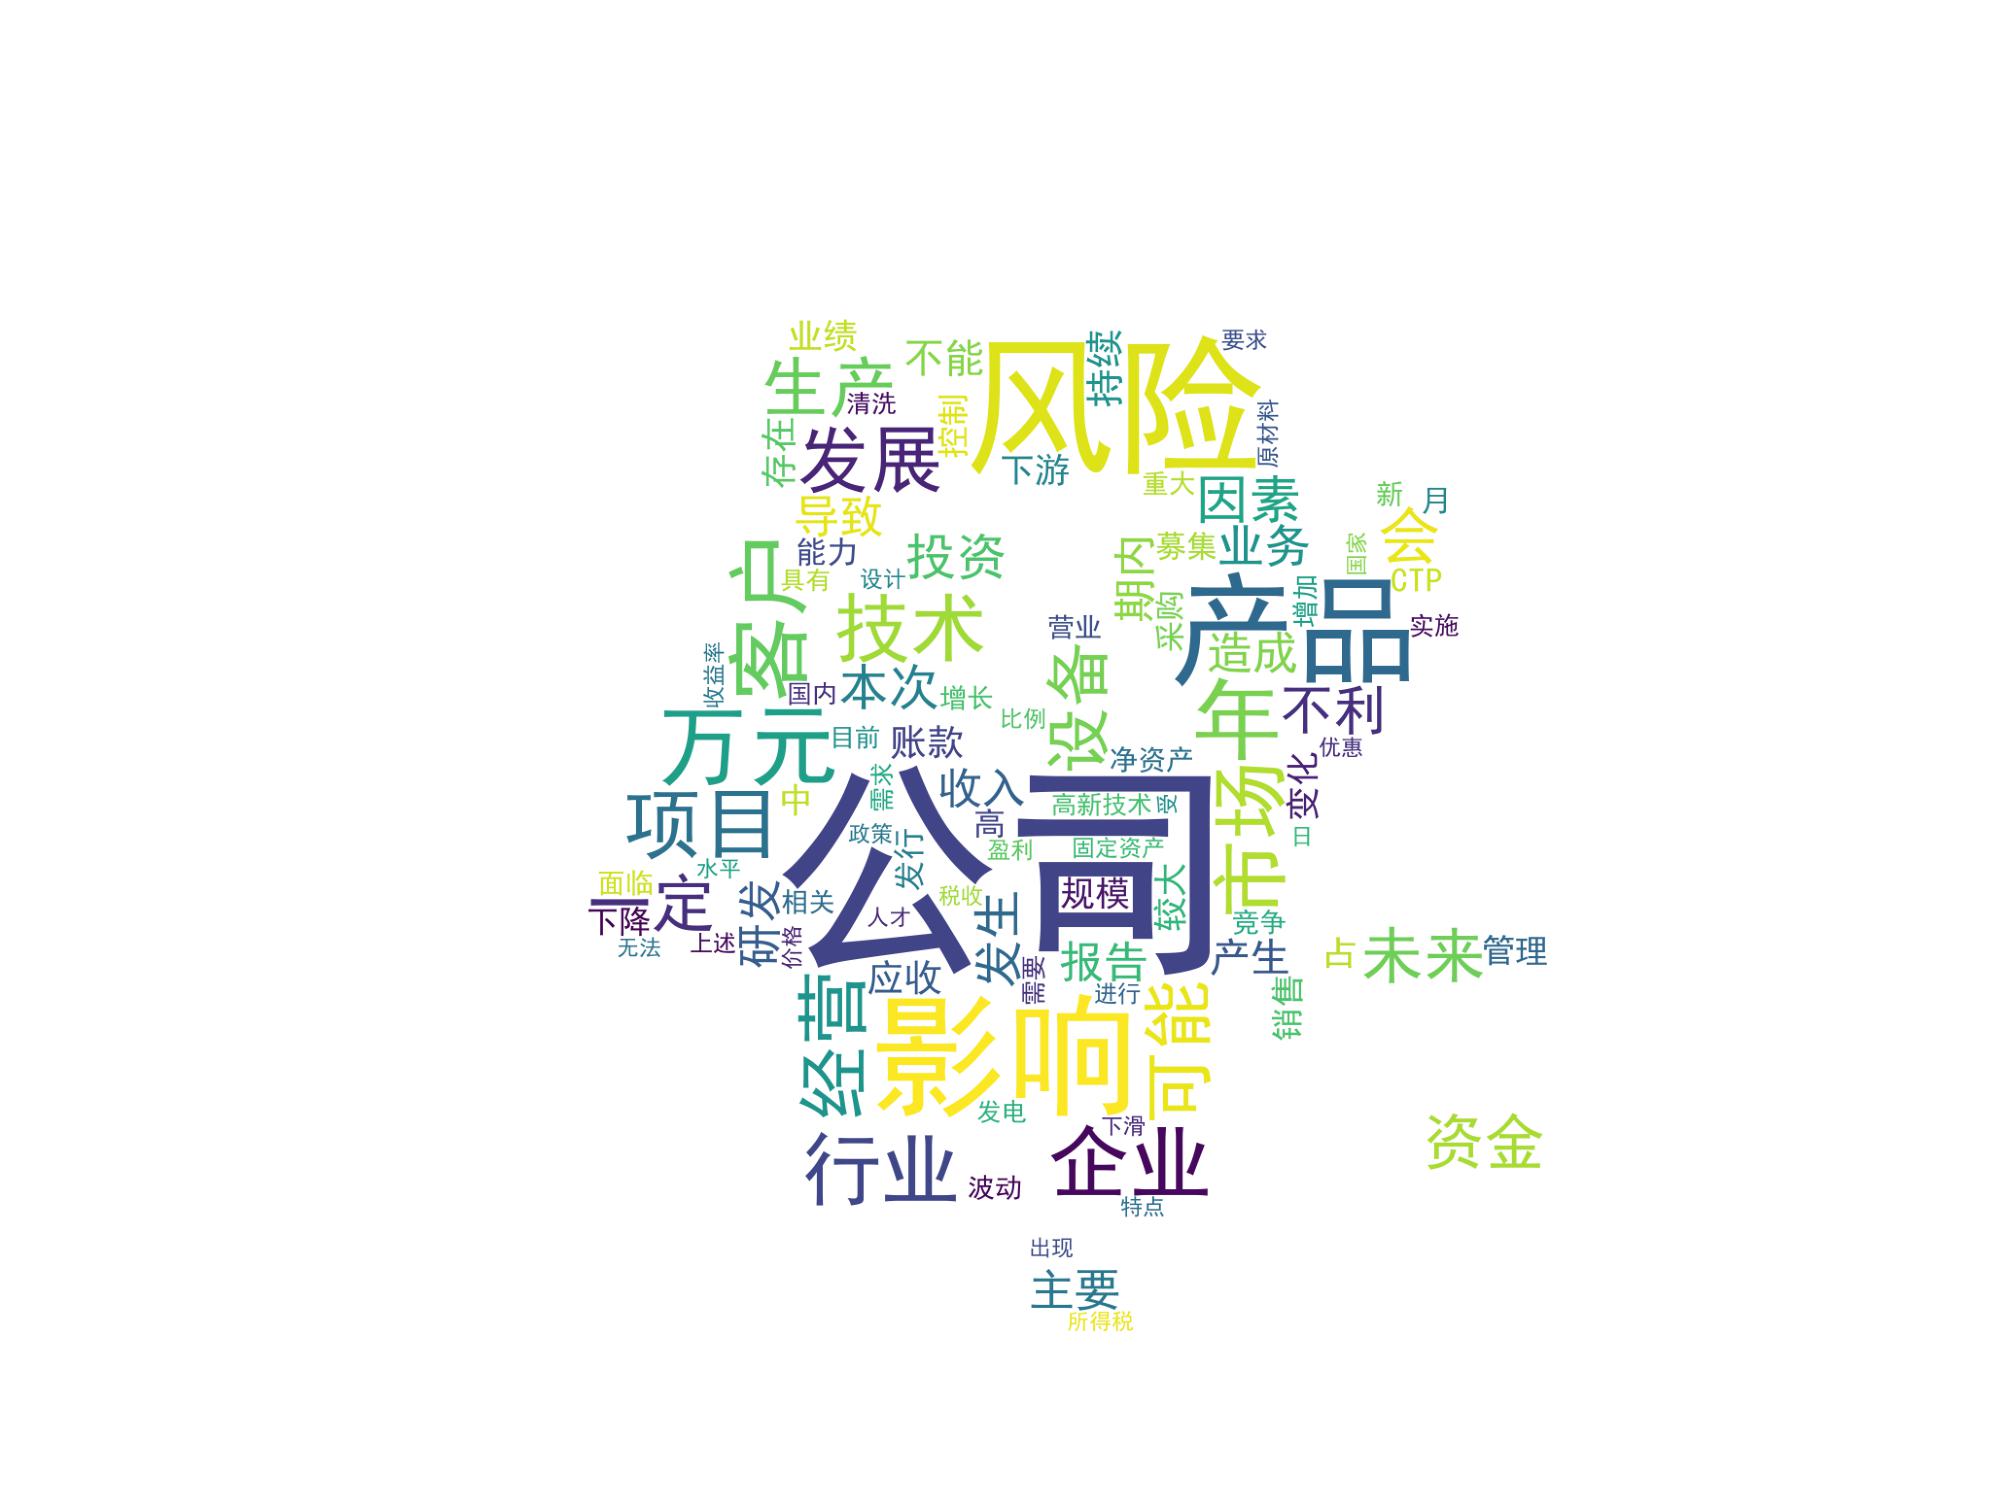 业绩
不能
风险
持续
要求
生产
清洗
存在
发展
控制
下游
原材料
重大
因素
新
月
会
导致
能力
具有
设计
投资
客户
技术
募集
业务
期内
国家
CTP
采购
增加
产品
实施
营业
造成
设备
收益率
国内
本次
增长
比例
年
不利
万元
目前
账款
净资产
优惠
变化
项目
中
需求
收入
高新技术
市场
公司
高
政策
发行
盈利
固定资产
日
水平
面临
一定
下降
研发
相关
税收
人才
规模
较大
竞争
无法
上述
价格
发生
报告
产生
占
未来
管理
应收
需要
进行
销售
经营
影响
可能
发电
下滑
资金
行业
波动
企业
特点
出现
主要
所得税